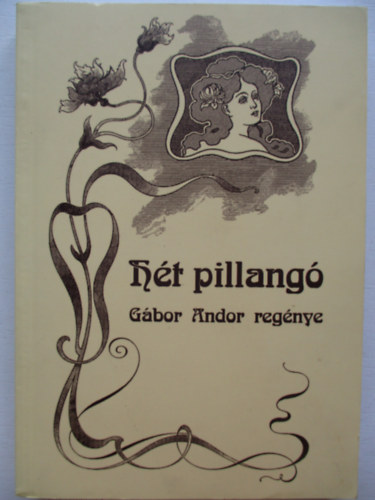 Hét pillangó
Gábor Andor regénye